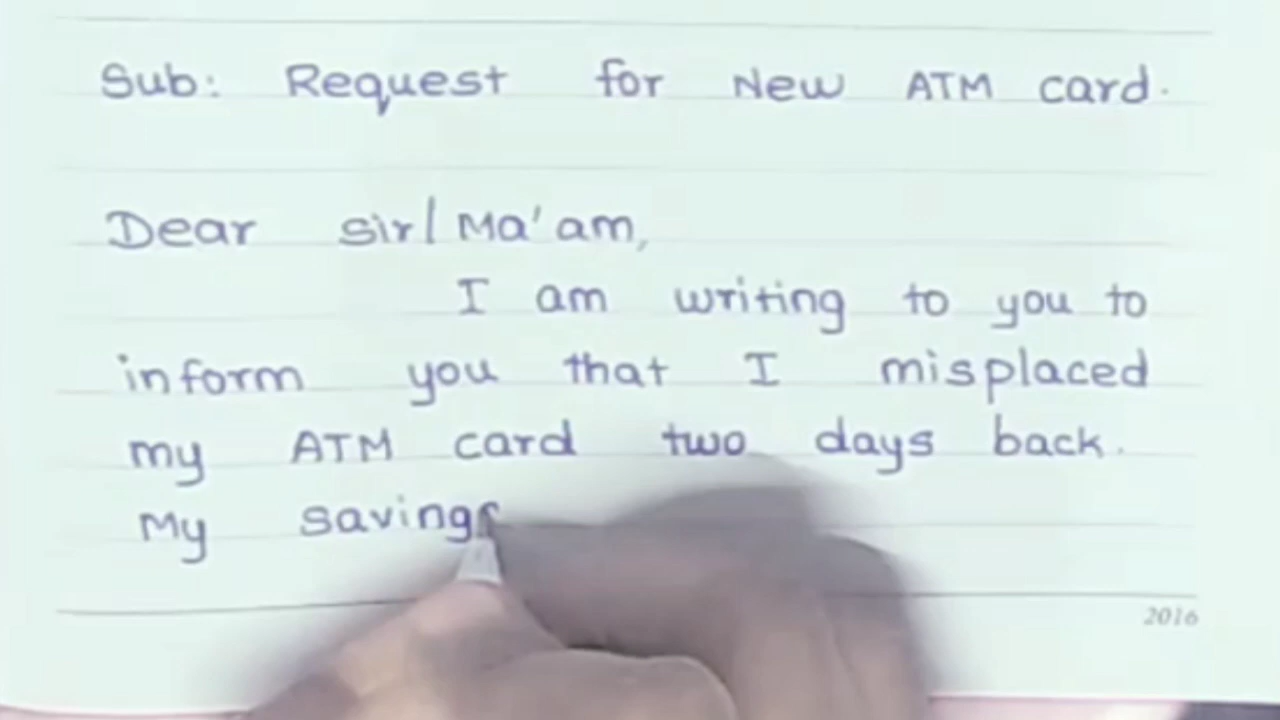 Sub: Request for New ATM card.
Dear sir/Ma'am,
I am writing to you to
inform you that I misplaced
my ATM card two days back.
My savings
2016